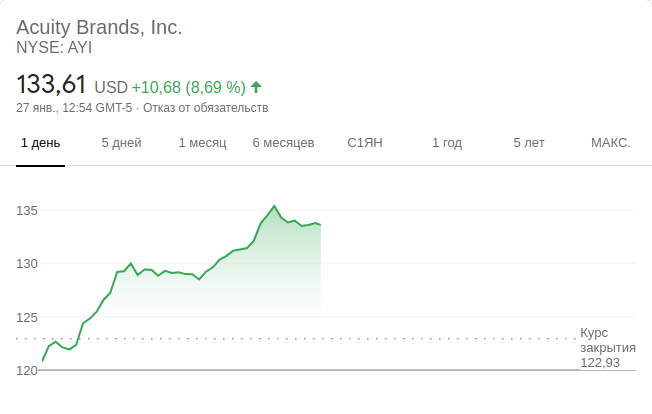 Acuity Brands, Inc.
NYSE: AYI
133,61 USD +10,68 (8,69 %)
27 янв., 12:54 GMT-5 · Отказ от обязательств
1 день 5 дней 1 месяц 6 месяцев С1ЯН 1 год 5 лет МАКС.
135
130
125
Курс
закрытия
122,93
120